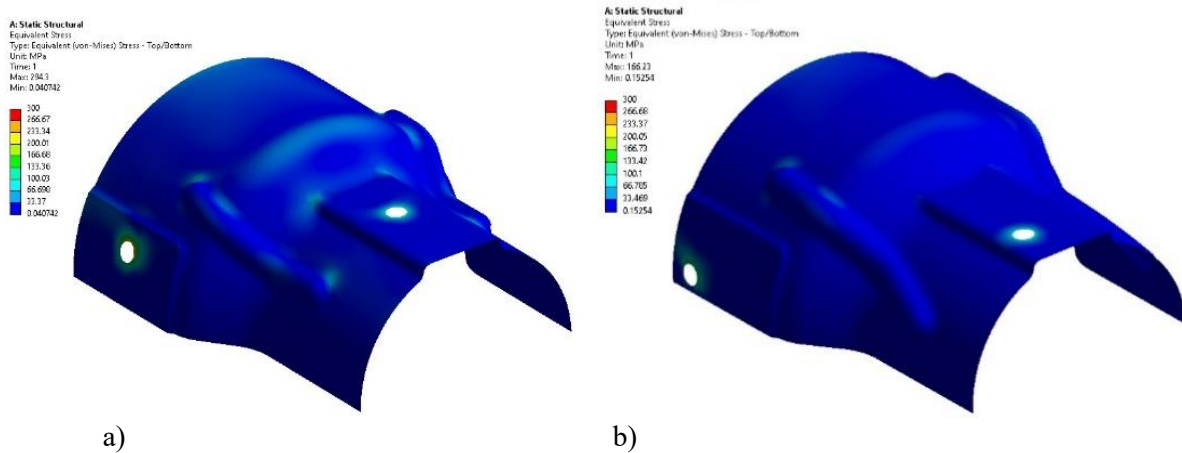 A: Static Structural
Equivalent Stress
Type: Equivalent (von-Mises) Stress - Top/Bottom
Unit: MPa
Time: 1
Max: 294.3
Min: 0.040742
300
266.67
233.34
200.01
166.68
133.36
100.03
66.698
33.37
0.040742
a)
A: Static Structural
Equivalent Stress
Type: Equivalent (von-Mises) Stress - Top/Bottom
Unit: MPa
Time: 1
Max: 166.23
Min: 0.15254
300
266.68
233.37
200.05
166.73
133.42
100.1
66.785
33.469
0.15254
b)